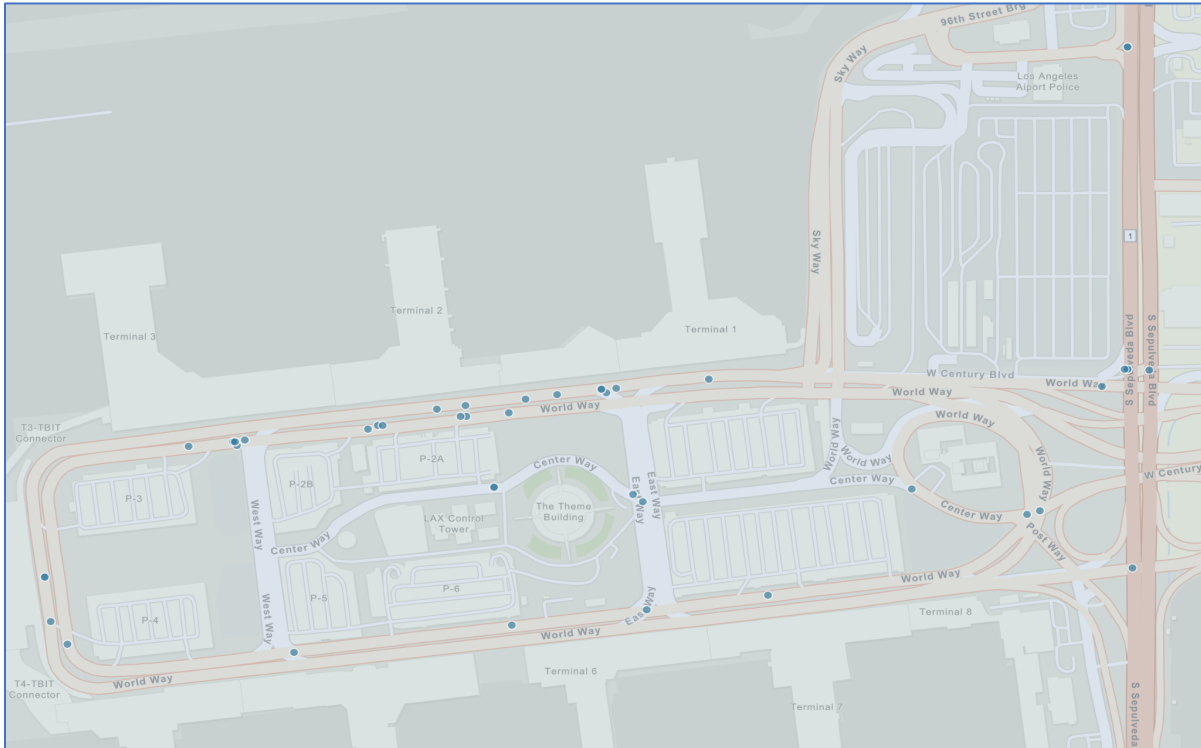 96th Street Brg
Sky Way
Los Angeles
Aiport Police
Sky Way
1
Terminal 1
Terminal 2
Terminal 3
S Sepulveda Blvd
S Sepulveda Blvd
W Century Blvd
World Way
World Way
World Way
T3-TBIT
Connector
P-2A
P-2B
P-3
Center Way
World Way
World Way
World Way
Center Way
W Century
East Way
East Way
The Theme
Building
LAX Control
Tower
Center Way
Center Way
Post Way
West Way
West Way
P-4
P-5
P-6
East Way
World Way
Terminal 8
World Way
Terminal 6
Terminal 7
T4-TBIT
Connector
World Way
S Sepulveda